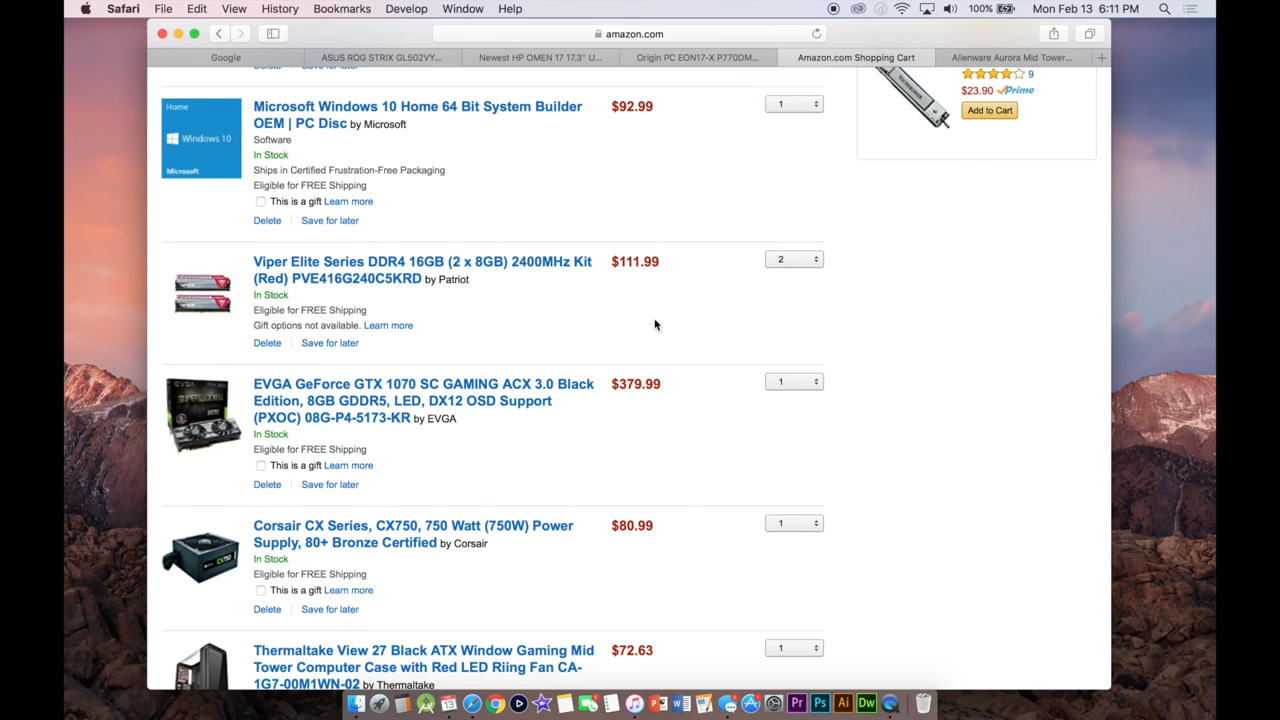 Safari File Edit View History Bookmarks Develop Window Help 100% Mon Feb 13 6:11 PM
amazon.com
Google ASUS ROG STRIX GL502VY... Newest HP OMEN 17 17.3" U... Origin PC EON17-X P770DM... Amazon.com Shopping Cart Alienware Aurora Mid Tower... +
Delete Save for later
9
$23.90 Prime
Add to Cart
Home
Windows 10
Microsoft
Microsoft Windows 10 Home 64 Bit System Builder $92.99 1
OEM | PC Disc by Microsoft
Software
In Stock
Ships in Certified Frustration-Free Packaging
Eligible for FREE Shipping
This is a gift Learn more
Delete Save for later
Viper Elite Series DDR4 16GB (2 x 8GB) 2400MHz Kit $111.99 2
(Red) PVE416G240C5KRD by Patriot
In Stock
Eligible for FREE Shipping
Gift options not available. Learn more
Delete Save for later
EVGA GeForce GTX 1070 SC GAMING ACX 3.0 Black $379.99 1
Edition, 8GB GDDR5, LED, DX12 OSD Support
(PXOC) 08G-P4-5173-KR by EVGA
In Stock
Eligible for FREE Shipping
This is a gift Learn more
Delete Save for later
Corsair CX Series, CX750, 750 Watt (750W) Power $80.99 1
Supply, 80+ Bronze Certified by Corsair
In Stock
Eligible for FREE Shipping
This is a gift Learn more
Delete Save for later
Thermaltake View 27 Black ATX Window Gaming Mid $72.63 1
Tower Computer Case with Red LED Riing Fan CA-
1G7-00M1WN-02 by Thermaltake
13 Pr Ps Ai Dw